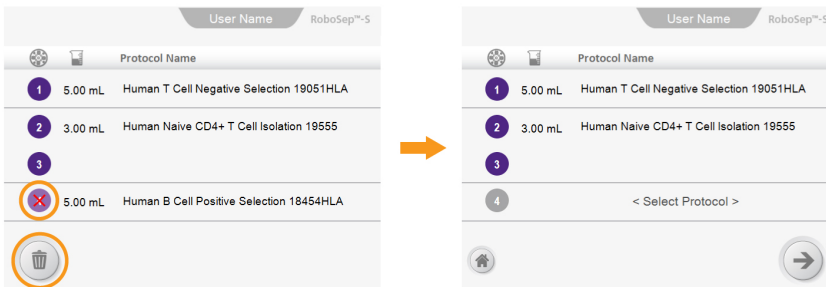 User Name
RoboSep™-S
Protocol Name
1 5.00 mL Human T Cell Negative Selection 19051HLA
2 3.00 mL Human Naive CD4+ T Cell Isolation 19555
3
5.00 mL Human B Cell Positive Selection 18454HLA
User Name
RoboSep™-S
Protocol Name
1 5.00 mL Human T Cell Negative Selection 19051HLA
2 3.00 mL Human Naive CD4+ T Cell Isolation 19555
3
4 < Select Protocol >